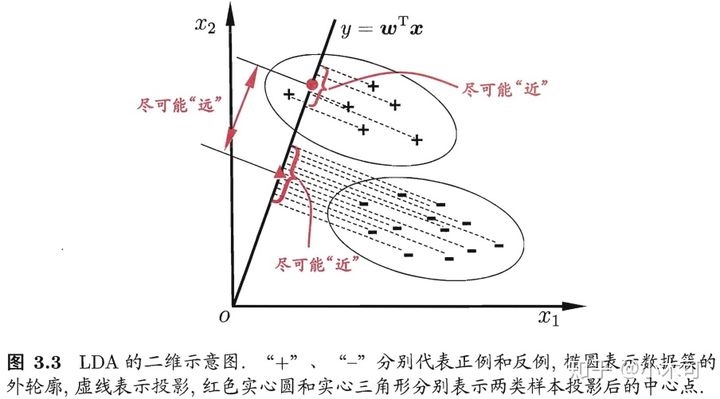 x₂
y = wᵀx
尽可能“近”
尽可能“远”
尽可能“近”
O
x₁
图 3.3 LDA 的二维示意图. “+”、“–”分别代表正例和反例, 椭圆表示数据簇的
外轮廓, 虚线表示投影, 红色实心圆和实心三角形分别表示两类样本投影后的中心点.
知乎